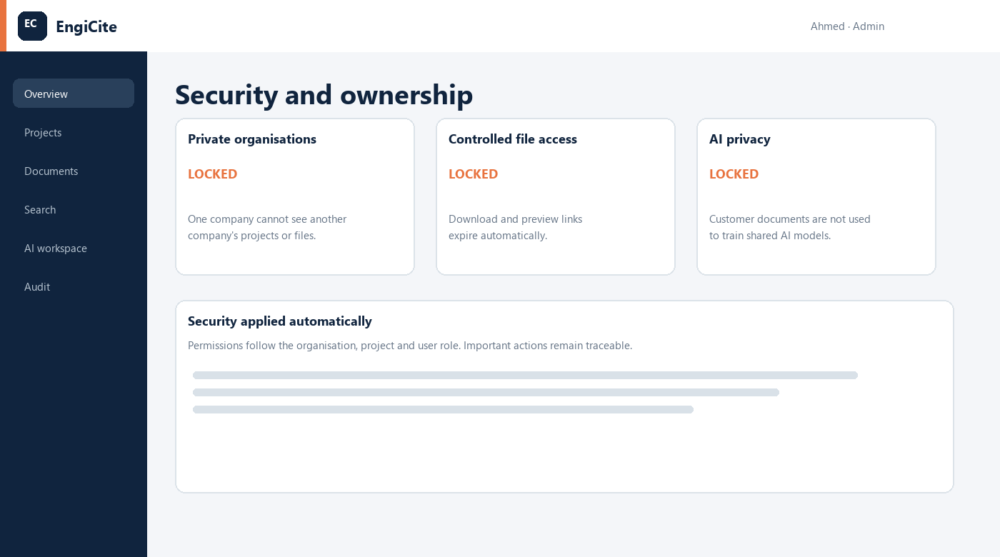 EC
EngiCite
Ahmed · Admin
Overview
Projects
Documents
Search
AI workspace
Audit
Security and ownership
Private organisations
LOCKED
One company cannot see another
company's projects or files.
Controlled file access
LOCKED
Download and preview links
expire automatically.
AI privacy
LOCKED
Customer documents are not used
to train shared AI models.
Security applied automatically
Permissions follow the organisation, project and user role. Important actions remain traceable.